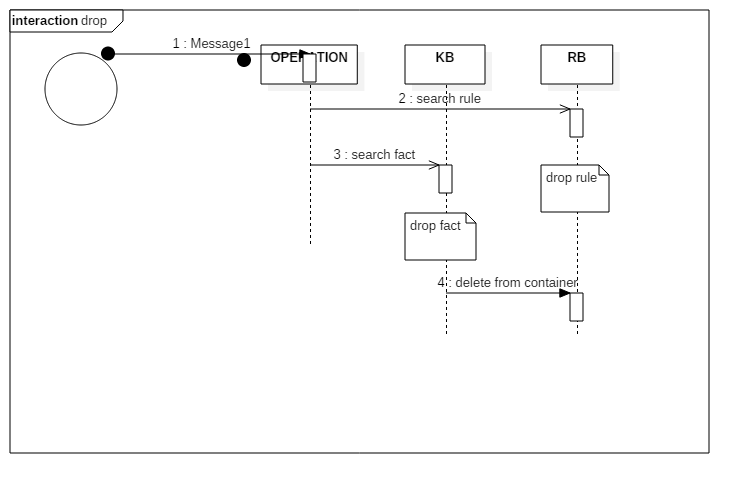 interaction drop
1 : Message1
OPERATION
KB
RB
2 : search rule
3 : search fact
drop rule
drop fact
4 : delete from container